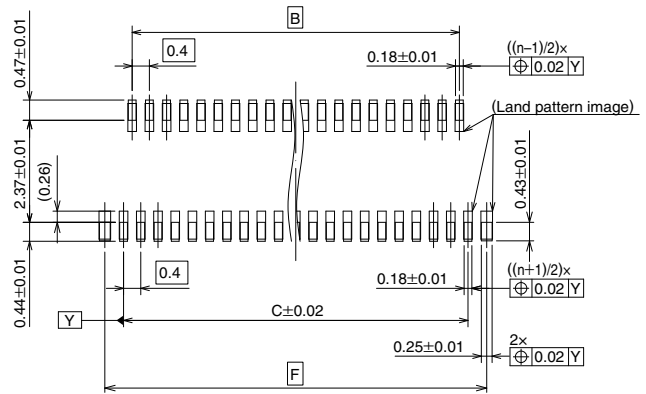 B
((n−1)/2)×
0.4
0.18±0.01
⌖ 0.02 Y
0.47±0.01
(Land pattern image)
2.37±0.01
(0.26)
0.43±0.01
0.44±0.01
0.4
0.18±0.01
((n+1)/2)×
⌖ 0.02 Y
Y
C±0.02
0.25±0.01
2×
⌖ 0.02 Y
F